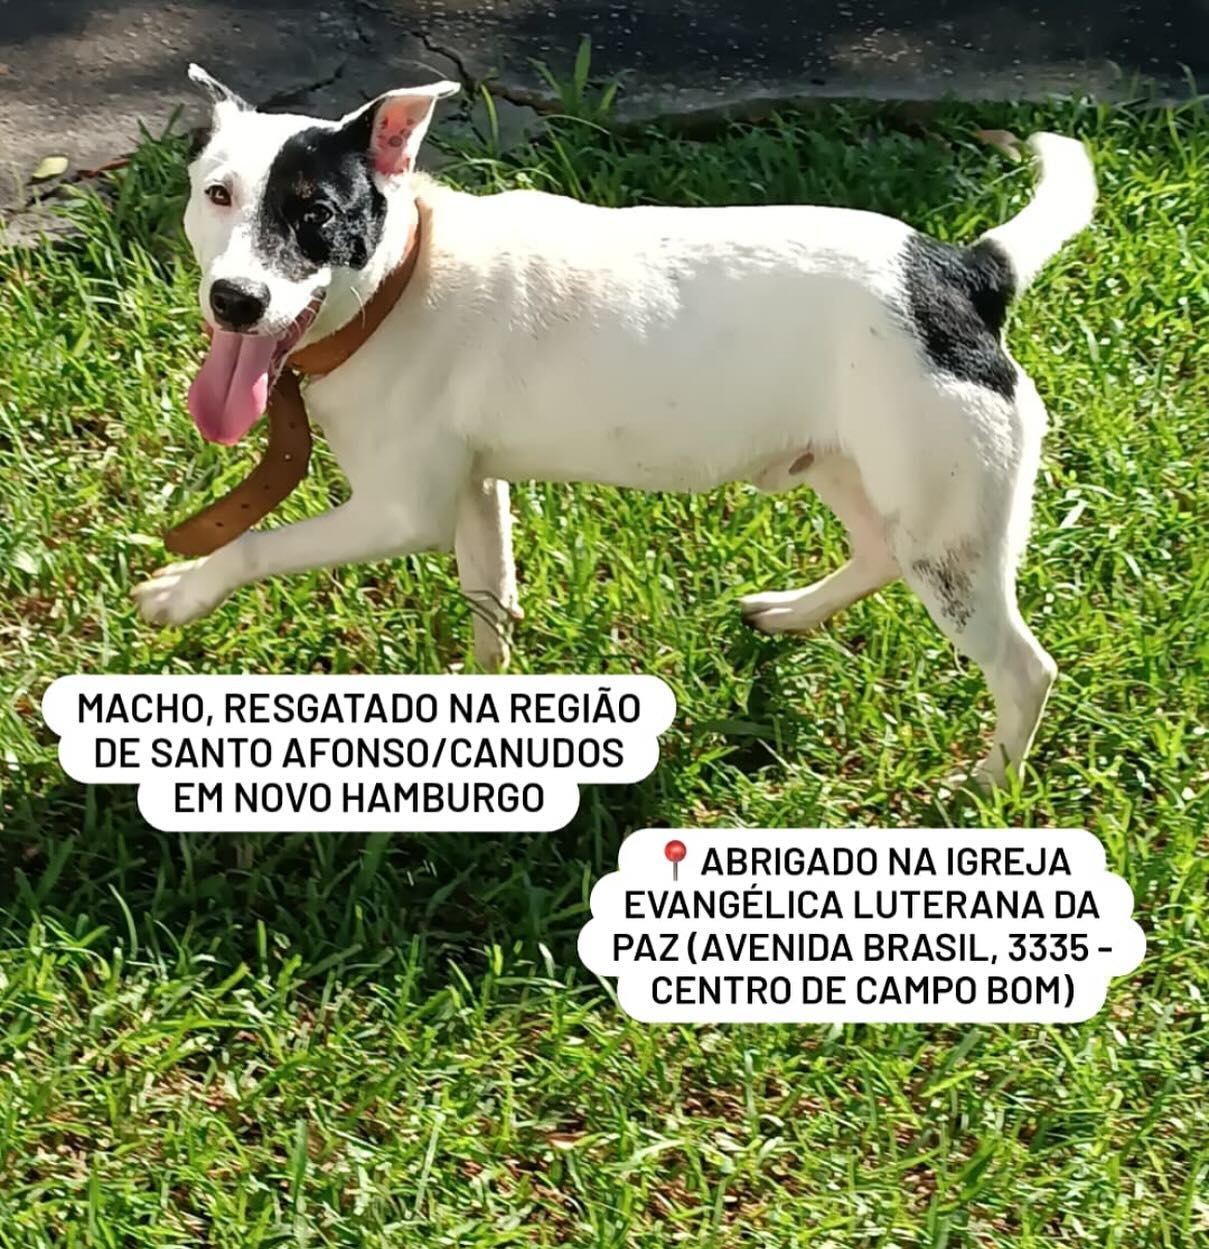 MACHO, RESGATADO NA REGIÃO
DE SANTO AFONSO/CANUDOS
EM NOVO HAMBURGO
📍ABRIGADO NA IGREJA
EVANGÉLICA LUTERANA DA
PAZ (AVENIDA BRASIL, 3335 -
CENTRO DE CAMPO BOM)